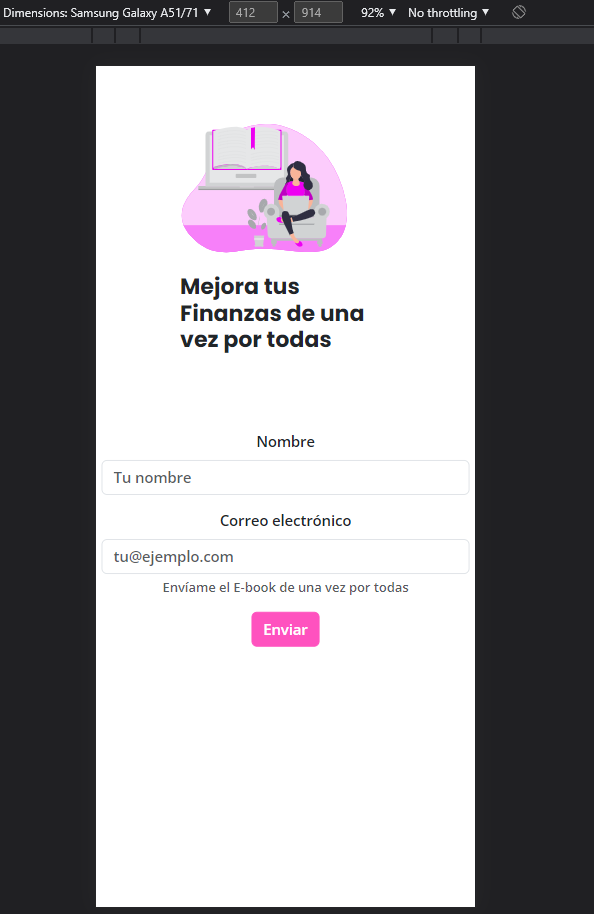 Dimensions: Samsung Galaxy A51/71 ▼ 412 × 914 92% ▼ No throttling ▼
Mejora tus
Finanzas de una
vez por todas
Nombre
Tu nombre
Correo electrónico
tu@ejemplo.com
Envíame el E-book de una vez por todas
Enviar